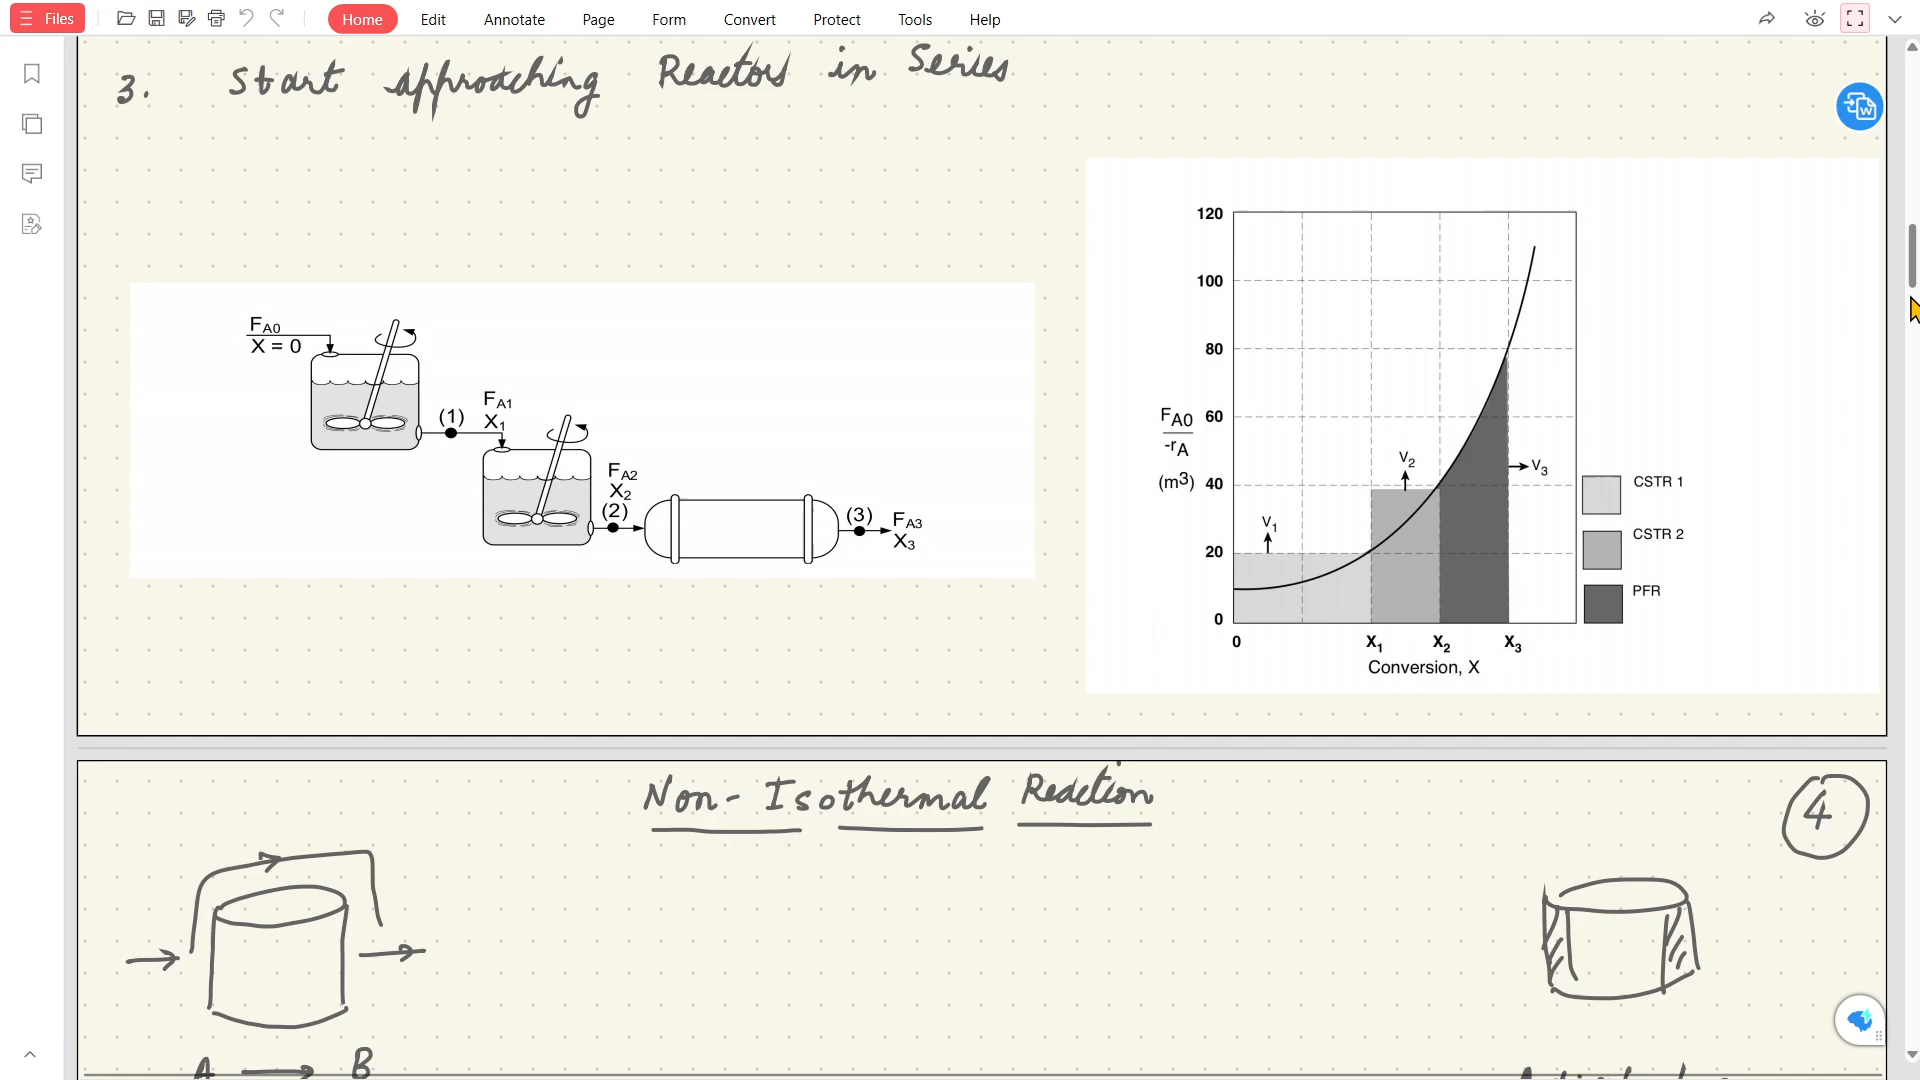 Files
Home Edit Annotate Page Form Convert Protect Tools Help
3. Start approaching Reactors in Series
FA0
X = 0
(1)
FA1
X1
FA2
X2
(2)
(3)
FA3
X3
120
100
80
60
40
20
0
FA0
-rA
(m3)
V1
V2
V3
0 X1 X2 X3
Conversion, X
CSTR 1
CSTR 2
PFR
Non-Isothermal Reaction
4
A → B